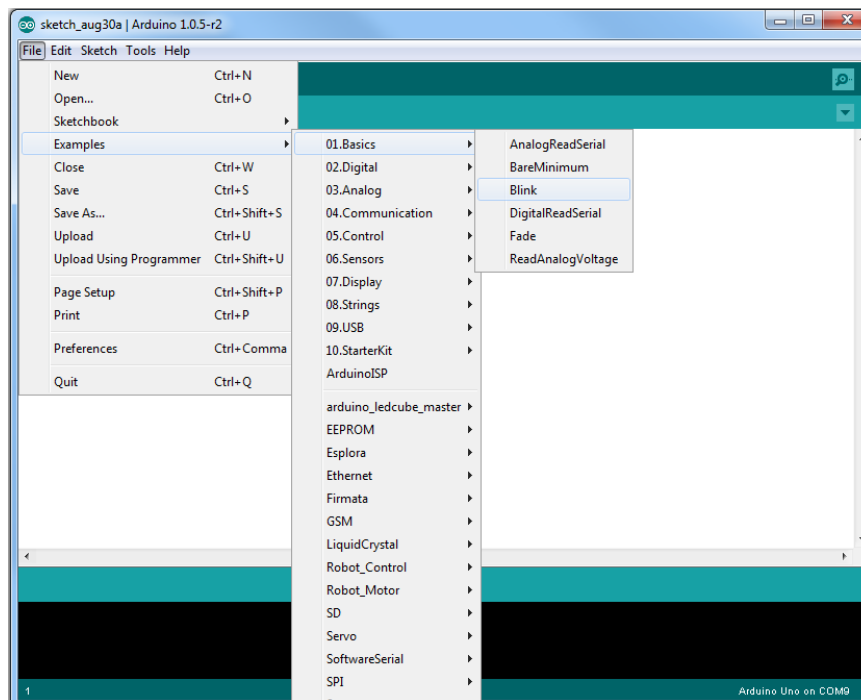 sketch_aug30a | Arduino 1.0.5-r2
File Edit Sketch Tools Help
New Ctrl+N
Open... Ctrl+O
Sketchbook
Examples
Close Ctrl+W
Save Ctrl+S
Save As... Ctrl+Shift+S
Upload Ctrl+U
Upload Using Programmer Ctrl+Shift+U
Page Setup Ctrl+Shift+P
Print Ctrl+P
Preferences Ctrl+Comma
Quit Ctrl+Q
01.Basics
02.Digital
03.Analog
04.Communication
05.Control
06.Sensors
07.Display
08.Strings
09.USB
10.StarterKit
ArduinoISP
arduino_ledcube_master
EEPROM
Esplora
Ethernet
Firmata
GSM
LiquidCrystal
Robot_Control
Robot_Motor
SD
Servo
SoftwareSerial
SPI
AnalogReadSerial
BareMinimum
Blink
DigitalReadSerial
Fade
ReadAnalogVoltage
1
Arduino Uno on COM9